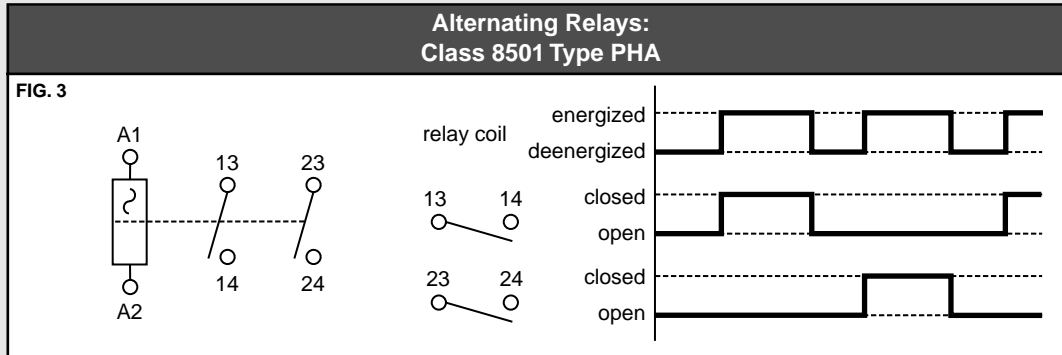 Alternating Relays:
Class 8501 Type PHA
FIG. 3
A1
13 23
14 24
A2
relay coil
energized
deenergized
13 14
closed
open
23 24
closed
open